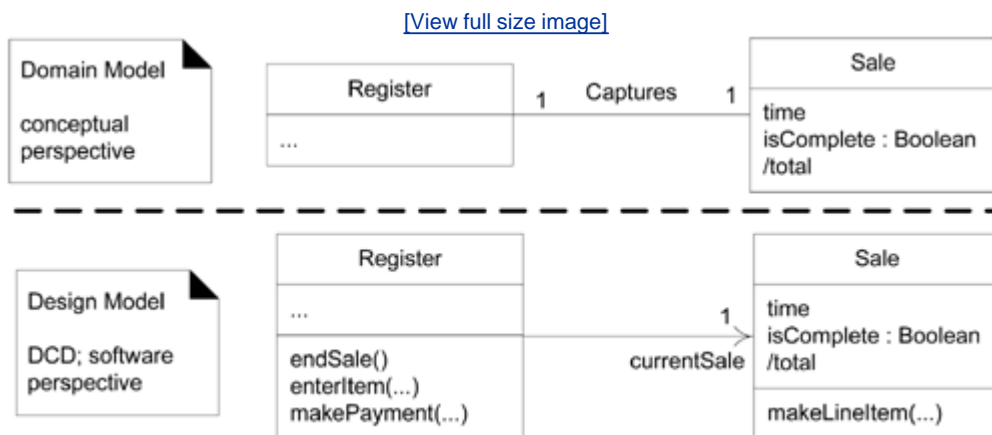 [View full size image]
Domain Model
conceptual
perspective
Register
...
1 Captures 1
Sale
time
isComplete : Boolean
/total
Design Model
DCD; software
perspective
Register
...
endSale()
enterItem(...)
makePayment(...)
1
currentSale
Sale
time
isComplete : Boolean
/total
makeLineItem(...)